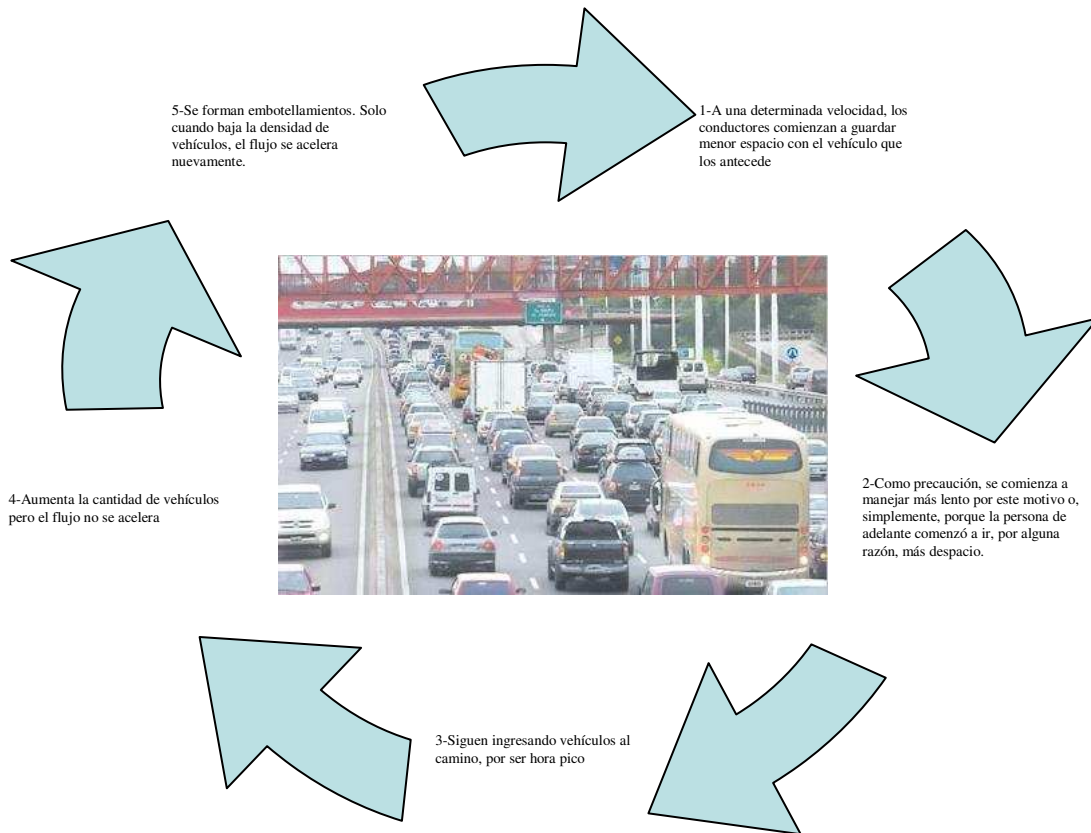 1-A una determinada velocidad, los
conductores comienzan a guardar
menor espacio con el vehículo que
los antecede
2-Como precaución, se comienza a
manejar más lento por este motivo o,
simplemente, porque la persona de
adelante comenzó a ir, por alguna
razón, más despacio.
3-Siguen ingresando vehículos al
camino, por ser hora pico
4-Aumenta la cantidad de vehículos
pero el flujo no se acelera
5-Se forman embotellamientos. Solo
cuando baja la densidad de
vehículos, el flujo se acelera
nuevamente.